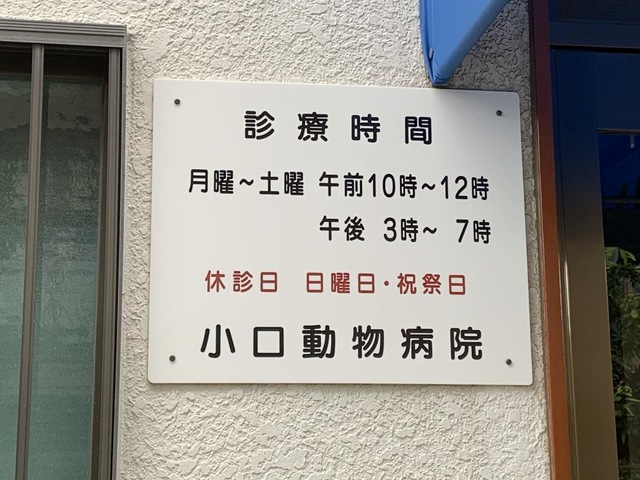 診療時間
月曜～土曜 午前10時～12時
午後 3時～ 7時
休診日 日曜日・祝祭日
小口動物病院